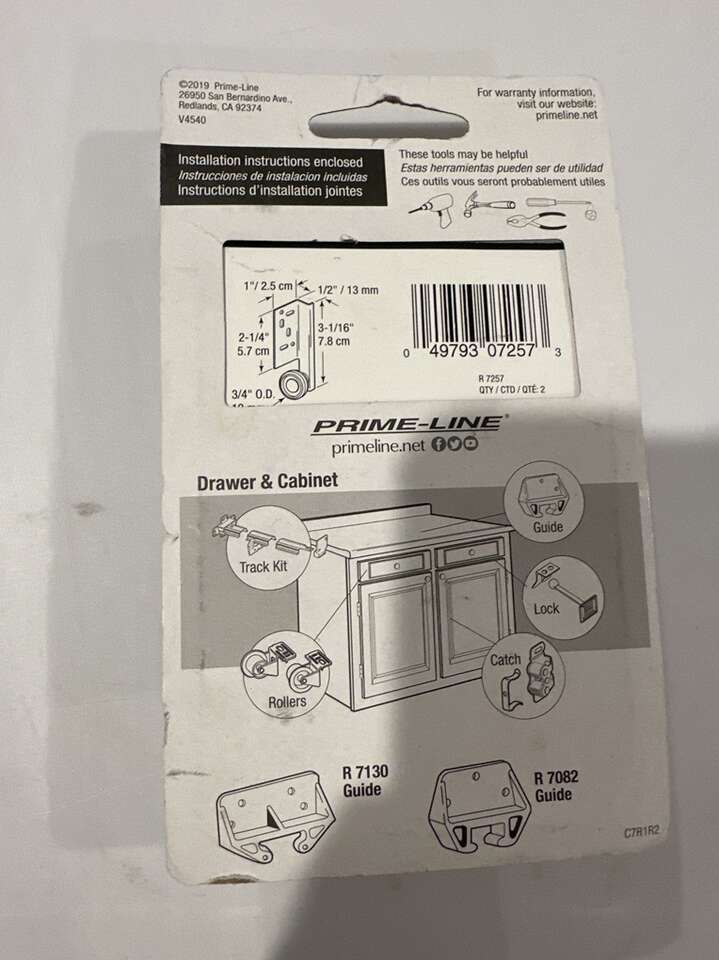 ©2019 Prime-Line
26950 San Bernardino Ave.,
Redlands, CA 92374
V4540
For warranty information,
visit our website:
primeline.net
Installation instructions enclosed
Instrucciones de instalacion incluidas
Instructions d'installation jointes
These tools may be helpful
Estas herramientas pueden ser de utilidad
Ces outils vous seront probablement utiles
1"/ 2.5 cm
1/2" / 13 mm
2-1/4"
5.7 cm
3-1/16"
7.8 cm
3/4" O.D.
0 49793 07257 3
R 7257
QTY / CTD / QTÉ: 2
PRIME-LINE®
primeline.net
Drawer & Cabinet
Guide
Track Kit
Lock
Catch
Rollers
R 7130
Guide
R 7082
Guide
C7R1R2